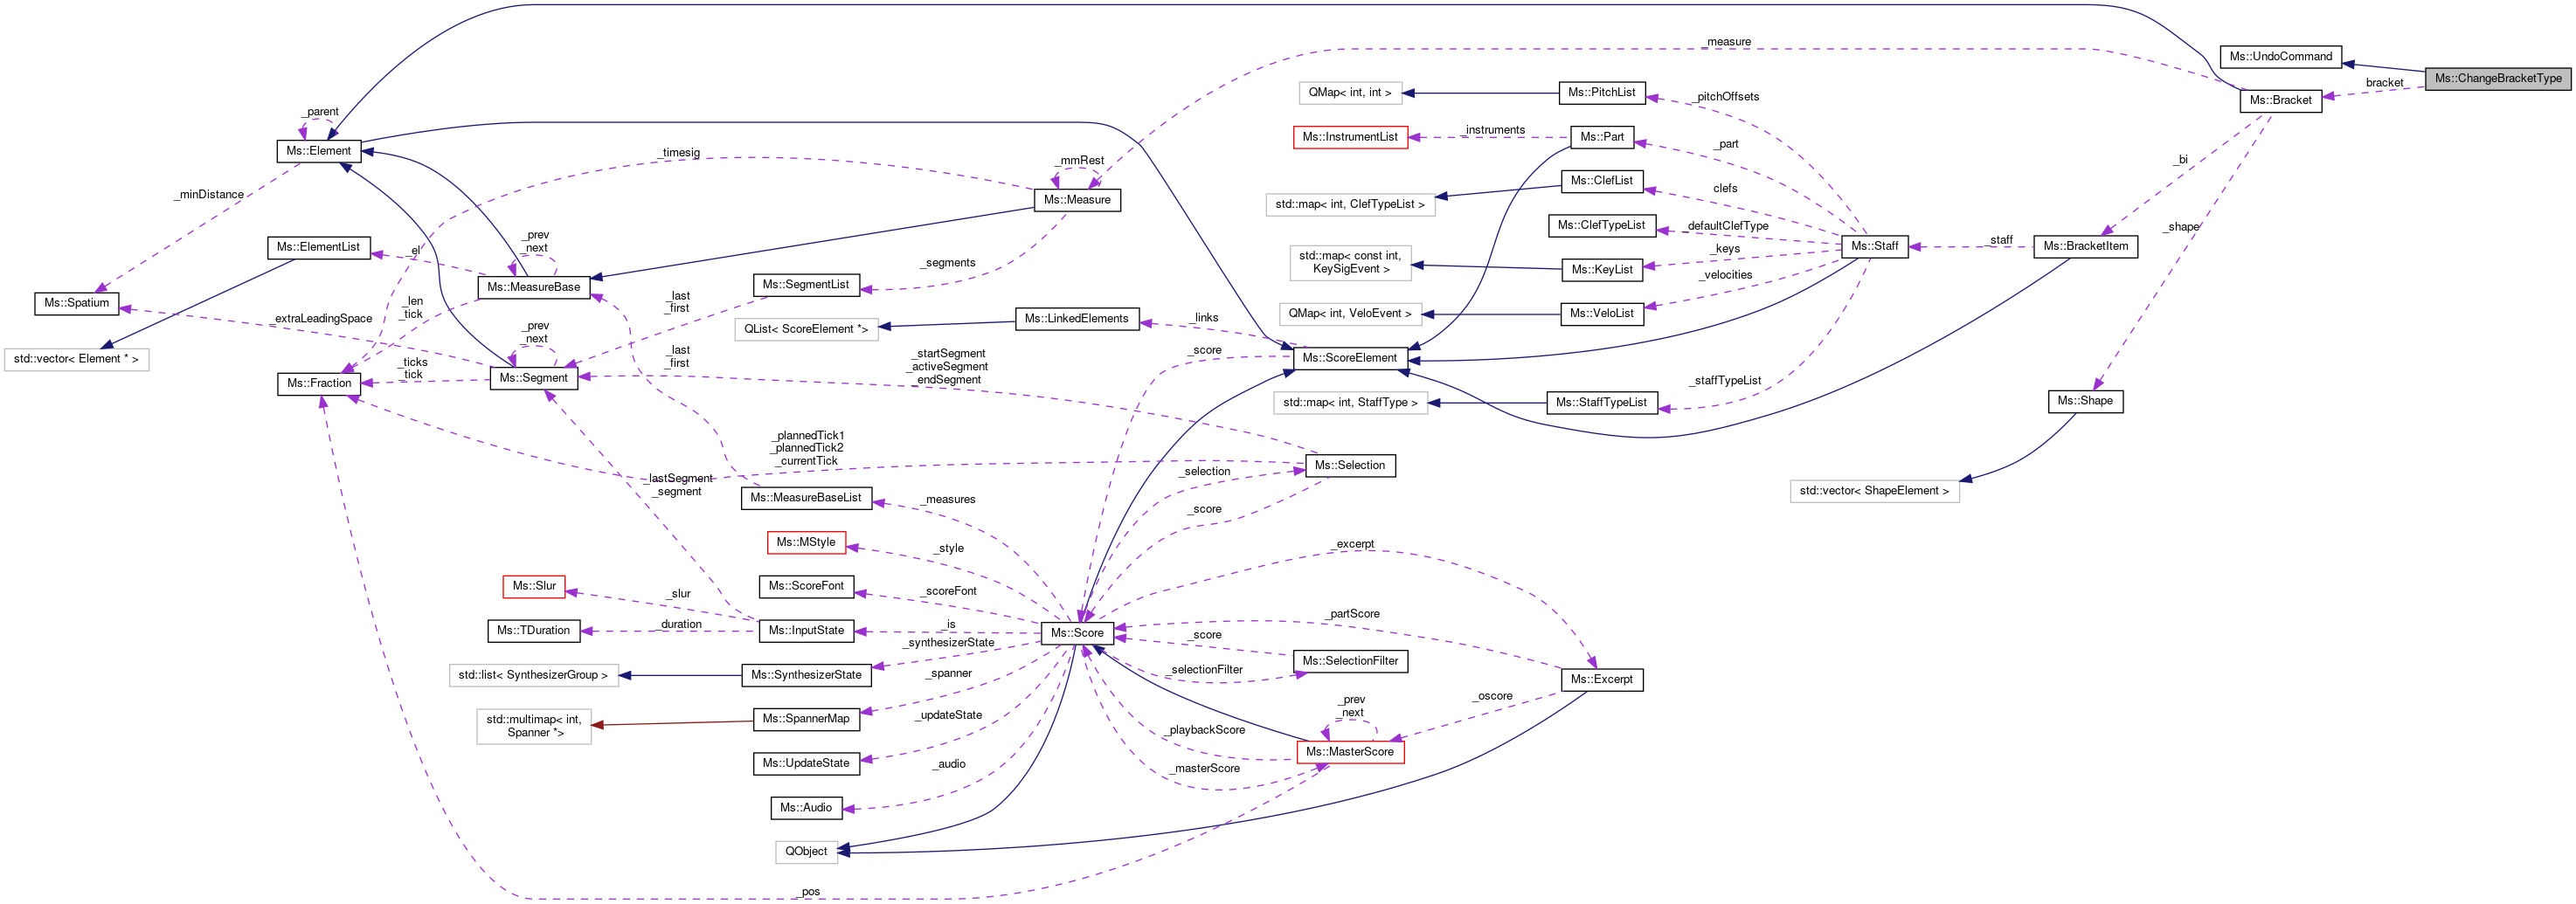 _measure
Ms::UndoCommand
Ms::ChangeBracketType
bracket
Ms::Bracket
QMap< int, int >
Ms::PitchList
_pitchOffsets
_parent
Ms::InstrumentList
_instruments
Ms::Part
_part
Ms::Element
_timesig
_mmRest
_bi
_minDistance
Ms::Measure
std::map< int, ClefTypeList >
Ms::ClefList
clefs
Ms::ClefTypeList
_defaultClefType
_shape
Ms::ElementList
_el
_prev
_next
Ms::Staff
_staff
Ms::BracketItem
_keys
std::map< const int,
KeySigEvent >
Ms::KeyList
_segments
_velocities
Ms::MeasureBase
Ms::SegmentList
Ms::Spatium
_len
_tick
_last
_first
QMap< int, VeloEvent >
Ms::VeloList
_extraLeadingSpace
_prev
_next
QList< ScoreElement *>
Ms::LinkedElements
_links
std::vector< Element * >
_ticks
_tick
_last
_first
_startSegment
_activeSegment
_endSegment
_score
Ms::ScoreElement
Ms::Fraction
Ms::Segment
_staffTypeList
std::map< int, StaffType >
Ms::StaffTypeList
Ms::Shape
_plannedTick1
_plannedTick2
_currentTick
_lastSegment
_segment
_selection
Ms::Selection
std::vector< ShapeElement >
Ms::MeasureBaseList
_measures
_score
Ms::MStyle
_style
_excerpt
Ms::Slur
_slur
Ms::ScoreFont
_scoreFont
Ms::TDuration
_duration
Ms::InputState
_is
Ms::Score
_partScore
_score
_synthesizerState
std::list< SynthesizerGroup >
Ms::SynthesizerState
_selectionFilter
Ms::SelectionFilter
_spanner
Ms::Excerpt
_oscore
std::multimap< int,
Spanner *>
Ms::SpannerMap
_updateState
_prev
_next
_playbackScore
Ms::MasterScore
Ms::UpdateState
_audio
_masterScore
Ms::Audio
QObject
_pos